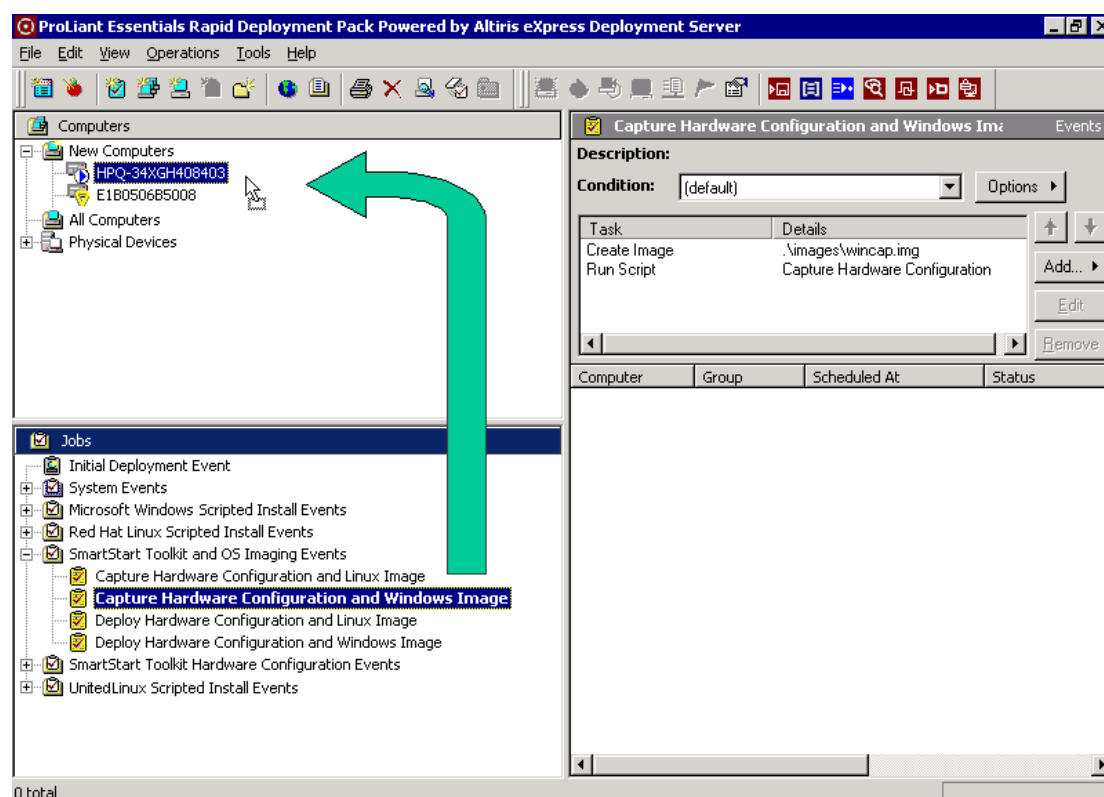 ProLiant Essentials Rapid Deployment Pack Powered by Altiris eXpress Deployment Server
File Edit View Operations Tools Help
Computers
New Computers
HPQ-34XGH408403
E1B0506B5008
All Computers
Physical Devices
Jobs
Initial Deployment Event
System Events
Microsoft Windows Scripted Install Events
Red Hat Linux Scripted Install Events
SmartStart Toolkit and OS Imaging Events
Capture Hardware Configuration and Linux Image
Capture Hardware Configuration and Windows Image
Deploy Hardware Configuration and Linux Image
Deploy Hardware Configuration and Windows Image
SmartStart Toolkit Hardware Configuration Events
UnitedLinux Scripted Install Events
Capture Hardware Configuration and Windows Ima Events
Description:
Condition: (default) Options
Task Details
Create Image .\images\wincap.img
Run Script Capture Hardware Configuration
Add...
Edit
Remove
Computer Group Scheduled At Status
0 total